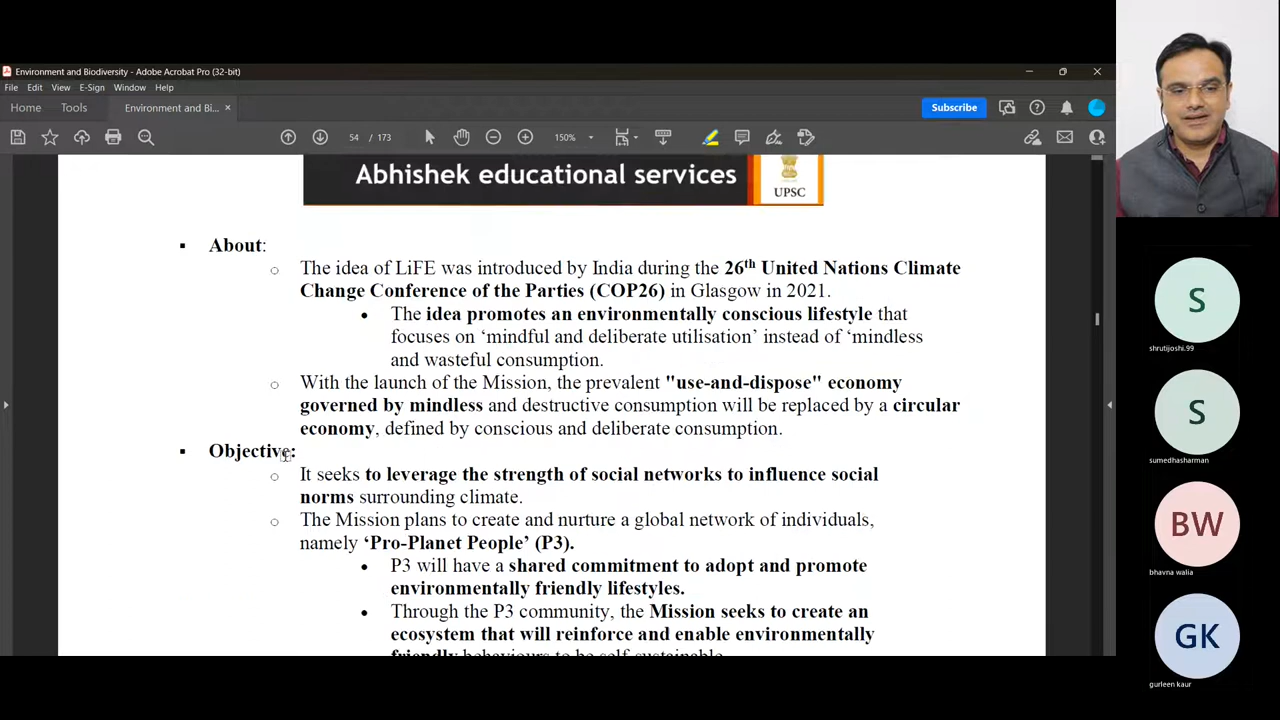 Environment and Biodiversity - Adobe Acrobat Pro (32-bit)
File Edit View E-Sign Window Help
Home Tools Environment and Bi... × Subscribe
54 / 173 150%
Abhishek educational services
UPSC
▪ About:
○ The idea of LiFE was introduced by India during the 26th United Nations Climate
Change Conference of the Parties (COP26) in Glasgow in 2021.
• The idea promotes an environmentally conscious lifestyle that
focuses on ‘mindful and deliberate utilisation’ instead of ‘mindless
and wasteful consumption.
○ With the launch of the Mission, the prevalent "use-and-dispose" economy
governed by mindless and destructive consumption will be replaced by a circular
economy, defined by conscious and deliberate consumption.
▪ Objective:
○ It seeks to leverage the strength of social networks to influence social
norms surrounding climate.
○ The Mission plans to create and nurture a global network of individuals,
namely ‘Pro-Planet People’ (P3).
• P3 will have a shared commitment to adopt and promote
environmentally friendly lifestyles.
• Through the P3 community, the Mission seeks to create an
ecosystem that will reinforce and enable environmentally
friendly behaviours to be self-sustainable.
S
shrutijoshi.99
S
sumedhasharman
BW
bhavna walia
GK
gurleen kaur